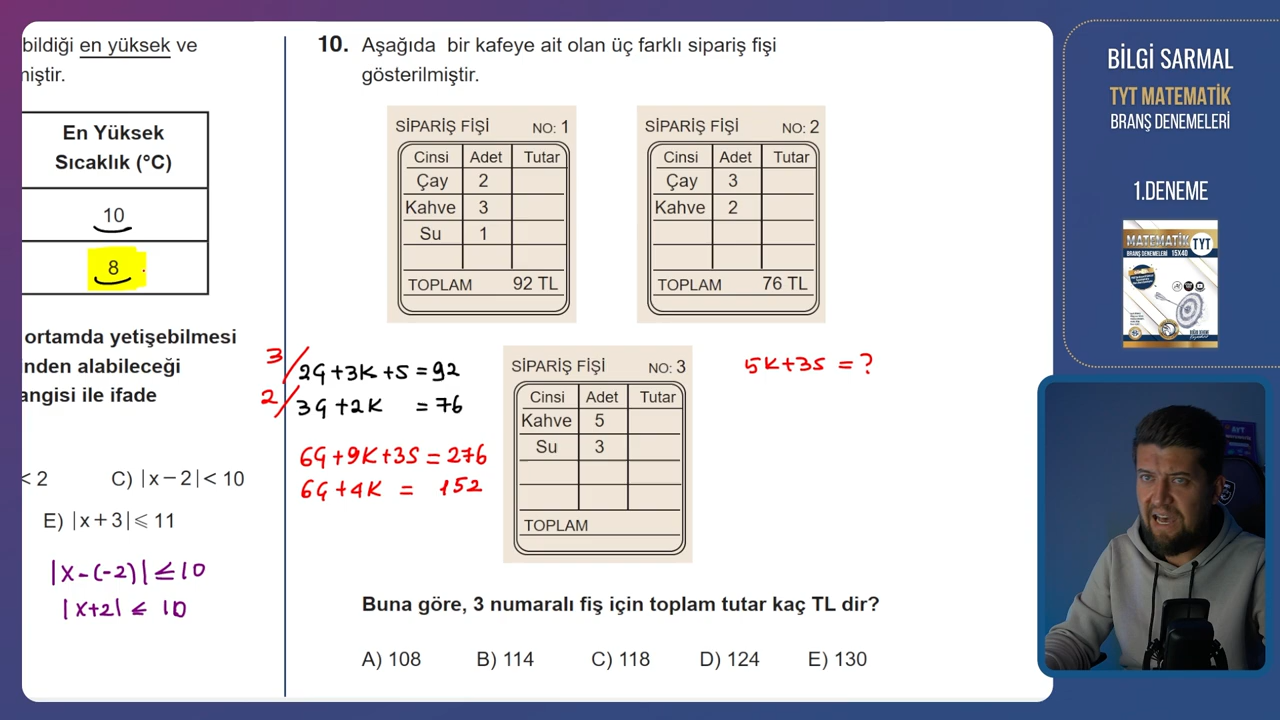 bildiği en yüksek ve
miştir.
En Yüksek
Sıcaklık (°C)
10
8
ortamda yetişebilmesi
nden alabileceği
angisi ile ifade
< 2
C) |x − 2| < 10
E) |x + 3| ⩽ 11
|x-(-2)| ≤ 10
|x+2| ≤ 10
10. Aşağıda bir kafeye ait olan üç farklı sipariş fişi
gösterilmiştir.
SİPARİŞ FİŞİ NO: 1
Cinsi Adet Tutar
Çay 2
Kahve 3
Su 1
TOPLAM 92 TL
SİPARİŞ FİŞİ NO: 2
Cinsi Adet Tutar
Çay 3
Kahve 2
TOPLAM 76 TL
3/ 2Ç+3K+S=92
2/ 3Ç+2K =76
6Ç+9K+3S=276
6Ç+4K = 152
SİPARİŞ FİŞİ NO: 3
Cinsi Adet Tutar
Kahve 5
Su 3
TOPLAM
5K+3S = ?
Buna göre, 3 numaralı fiş için toplam tutar kaç TL dir?
A) 108 B) 114 C) 118 D) 124 E) 130
BİLGİ SARMAL
TYT MATEMATİK
BRANŞ DENEMELERİ
1.DENEME
MATEMATİK TYT
BRANŞ DENEMELERİ 15X40